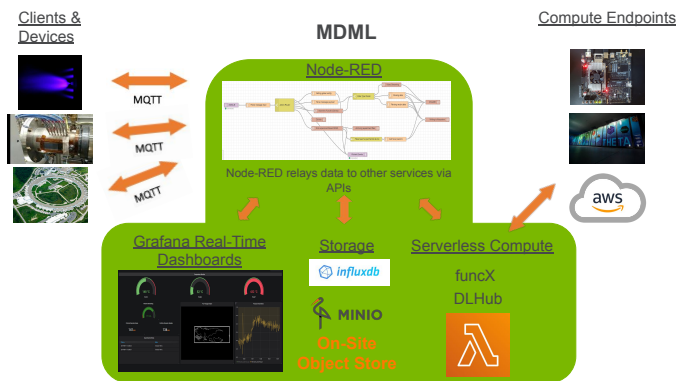 Clients &
Devices
MDML
Compute Endpoints
Node-RED
MQTT
MQTT
MQTT
Node-RED relays data to other services via
APIs
aws
Grafana Real-Time
Dashboards
Storage
influxdb
MINIO
On-Site
Object Store
Serverless Compute
funcX
DLHub
THETA